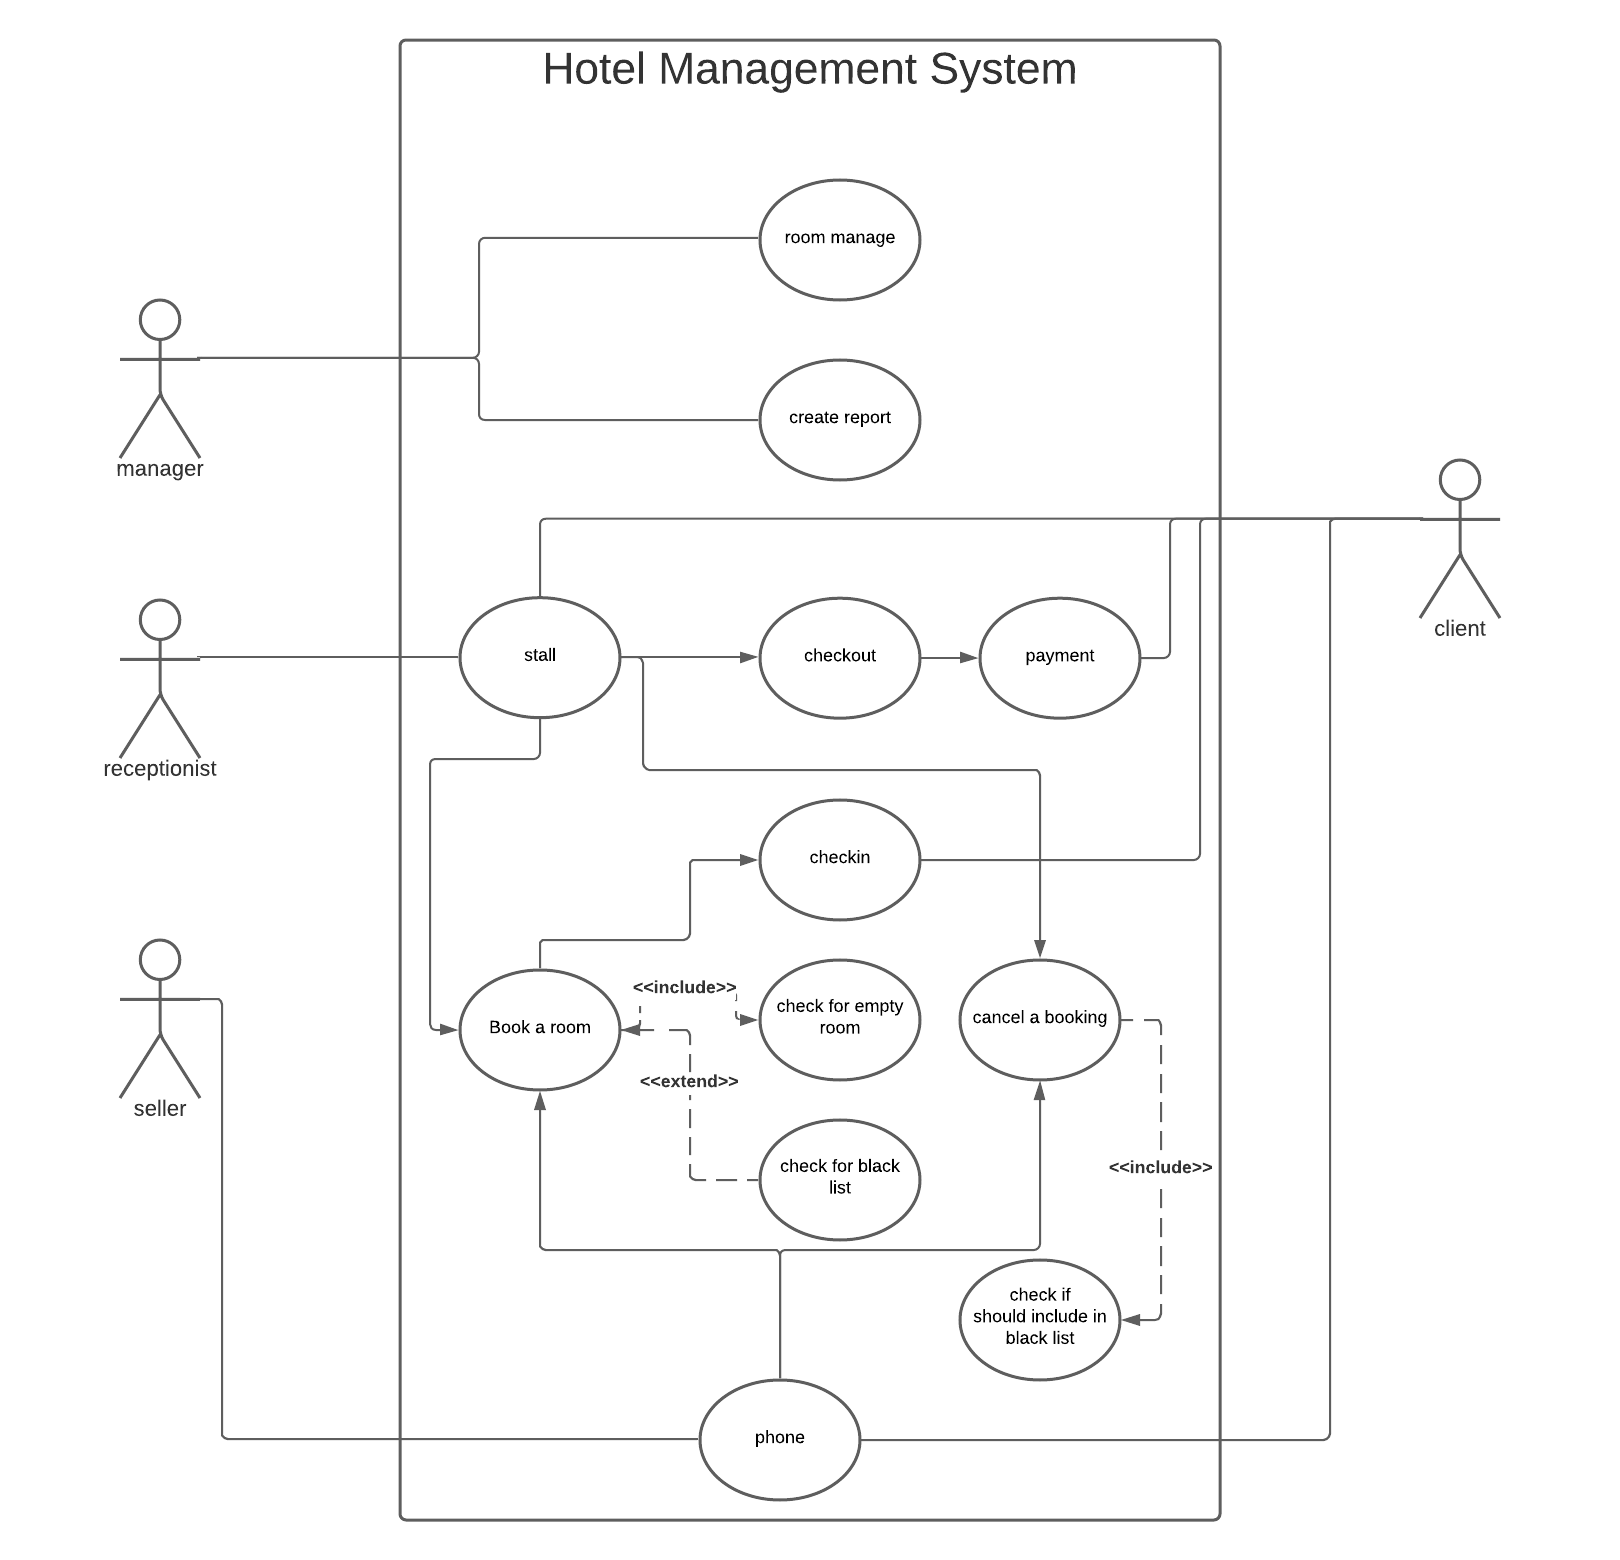 Hotel Management System
room manage
create report
manager
client
stall
checkout
payment
receptionist
checkin
<<include>>
check for empty
room
cancel a booking
Book a room
<<extend>>
seller
check for black
list
<<include>>
check if
should include in
black list
phone